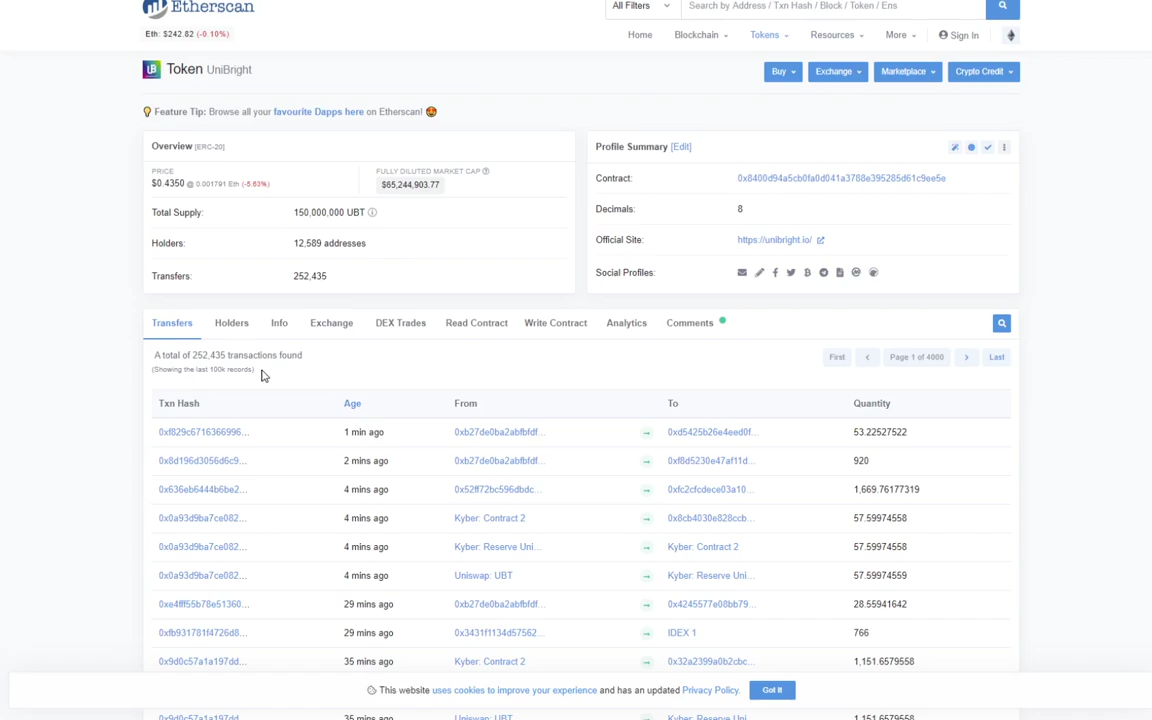 Etherscan
All Filters
Search by Address / Txn Hash / Block / Token / Ens
Eth: $242.82 (-0.10%)
Home Blockchain Tokens Resources More Sign In
Token UniBright
Buy Exchange Marketplace Crypto Credit
Feature Tip: Browse all your favourite Dapps here on Etherscan!
Overview [ERC-20]
PRICE
$0.4350 @ 0.001791 Eth (-5.63%)
FULLY DILUTED MARKET CAP
$65,244,903.77
Total Supply: 150,000,000 UBT
Holders: 12,589 addresses
Transfers: 252,435
Profile Summary [Edit]
Contract: 0x8400d94a5cb0fa0d041a3788e395285d61c9ee5e
Decimals: 8
Official Site: https://unibright.io/
Social Profiles:
Transfers Holders Info Exchange DEX Trades Read Contract Write Contract Analytics Comments
A total of 252,435 transactions found
(Showing the last 100k records)
First Page 1 of 4000 Last
Txn Hash Age From To Quantity
0xf829c6716366996... 1 min ago 0xb27de0ba2abfbfdf... 0xd5425b26e4eed0f... 53.22527522
0x8d196d3056d6c9... 2 mins ago 0xb27de0ba2abfbfdf... 0xf8d5230e47af11d... 920
0x636eb6444b6be2... 4 mins ago 0x52ff72bc596dbdc... 0xfc2cfcdece03a10... 1,669.76177319
0x0a93d9ba7ce082... 4 mins ago Kyber: Contract 2 0x8cb4030e828ccb... 57.59974558
0x0a93d9ba7ce082... 4 mins ago Kyber: Reserve Uni... Kyber: Contract 2 57.59974558
0x0a93d9ba7ce082... 4 mins ago Uniswap: UBT Kyber: Reserve Uni... 57.59974559
0xe4fff55b78e51360... 29 mins ago 0xb27de0ba2abfbfdf... 0x4245577e08bb79... 28.55941642
0xfb931781f4726d8... 29 mins ago 0x3431f1134d57562... IDEX 1 766
0x9d0c57a1a197dd... 35 mins ago Kyber: Contract 2 0x32a2399a0b2cbc... 1,151.6579558
This website uses cookies to improve your experience and has an updated Privacy Policy. Got It
0x9d0c57a1a197dd... 35 mins ago Uniswap: UBT Kyber: Reserve Uni... 1,151.6579558